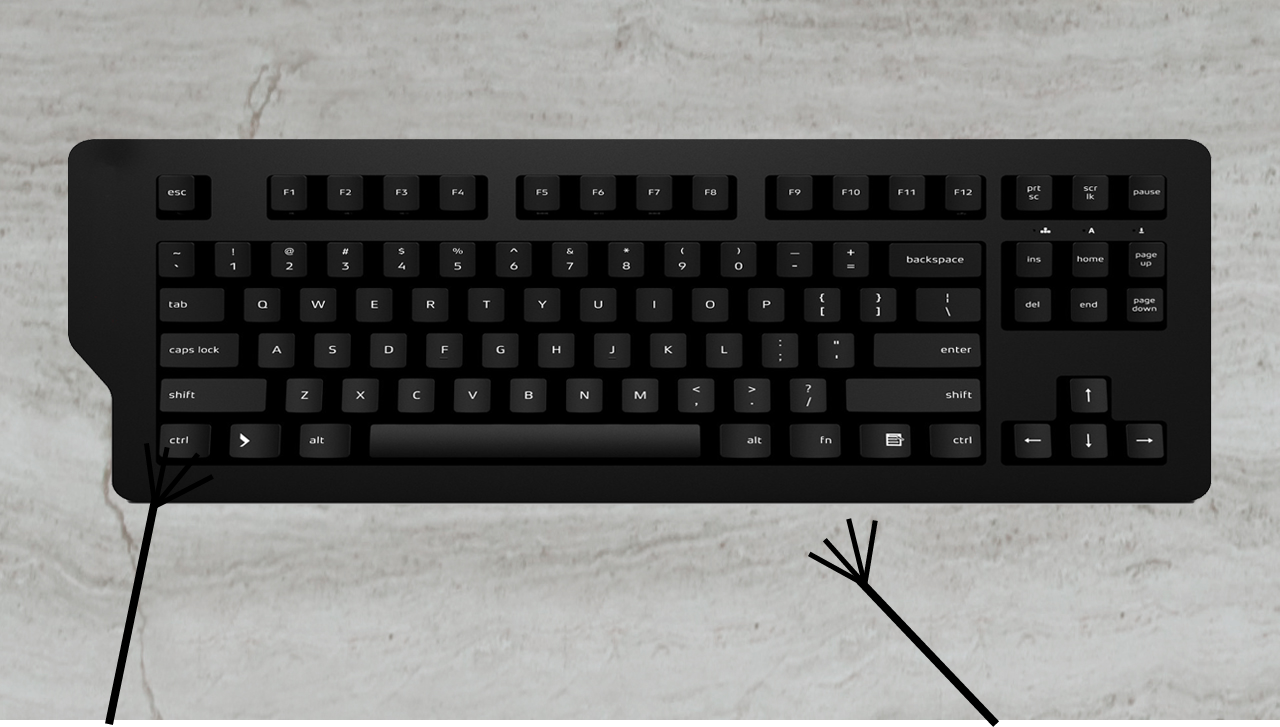 esc F1 F2 F3 F4 F5 F6 F7 F8 F9 F10 F11 F12 prt sc scr lk pause
A
~ ` ! 1 @ 2 # 3 $ 4 % 5 ^ 6 & 7 * 8 ( 9 ) 0 — - + = backspace ins home page up
tab Q W E R T Y U I O P { [ } ] ¦ \ del end page down
caps lock A S D F G H J K L : ; " ' enter
shift Z X C V B N M < , > . ? / shift ↑
ctrl alt alt fn ctrl ← ↓ →